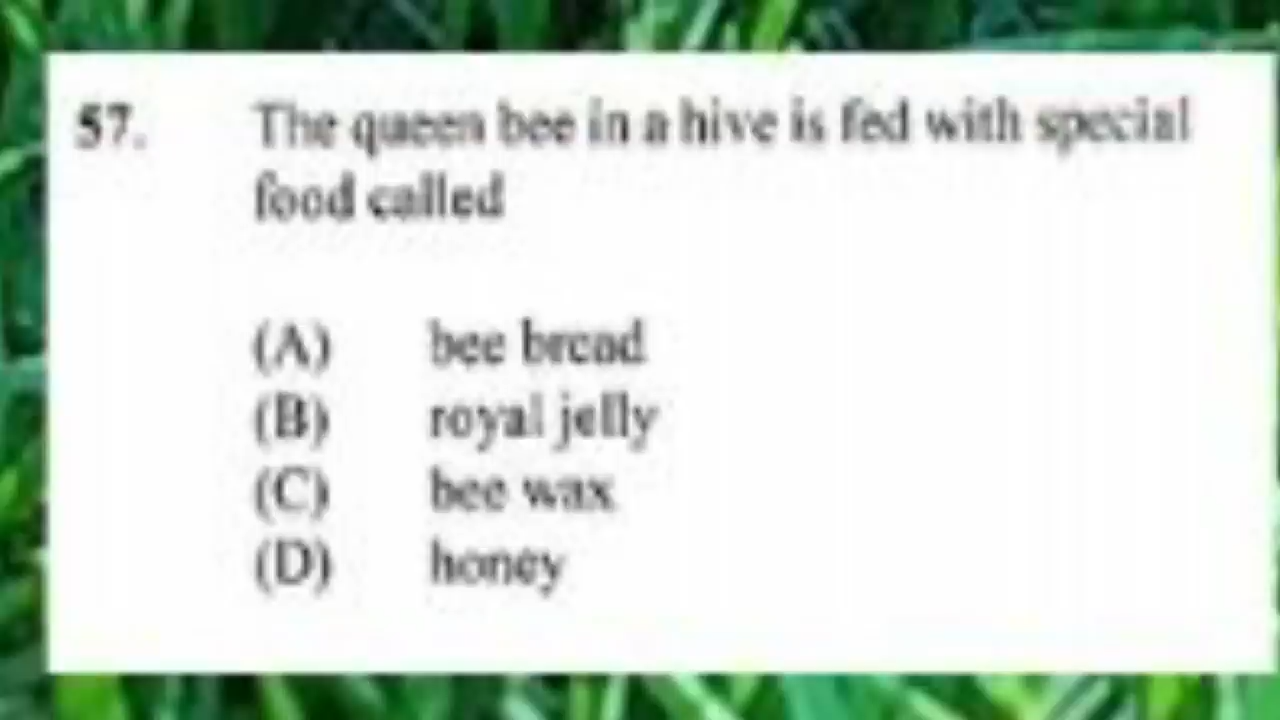 57. The queen bee in a hive is fed with special
food called
(A) bee bread
(B) royal jelly
(C) bee wax
(D) honey